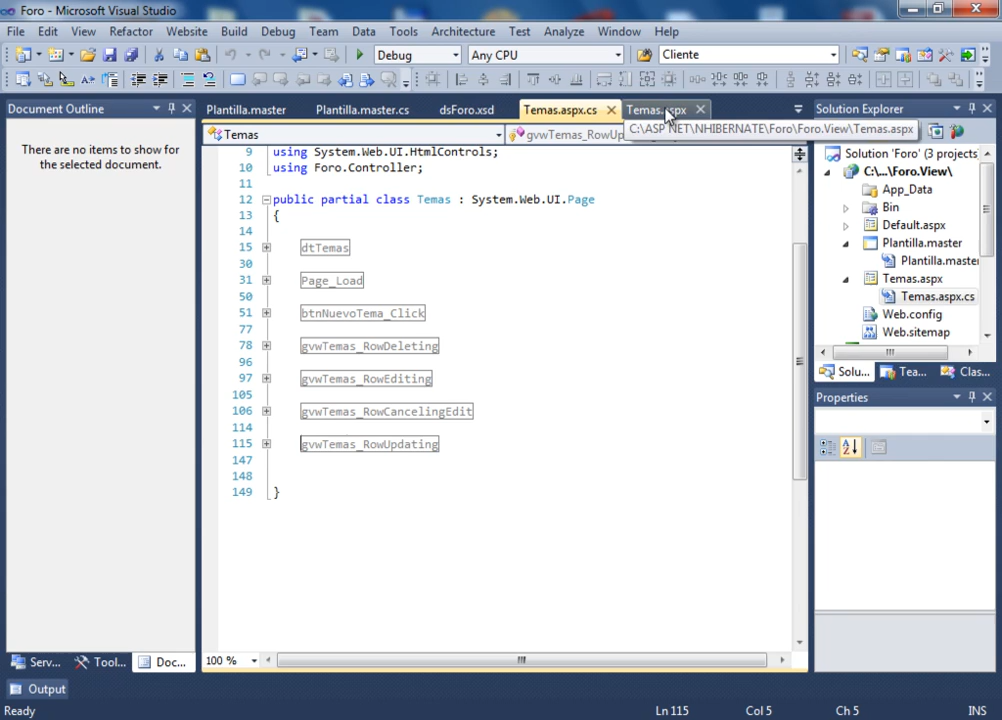 Foro - Microsoft Visual Studio
File Edit View Refactor Website Build Debug Team Data Tools Architecture Test Analyze Window Help
Debug Any CPU Cliente
Document Outline
Plantilla.master Plantilla.master.cs dsForo.xsd Temas.aspx.cs Temas.aspx
Solution Explorer
There are no items to show for
the selected document.
Temas gvwTemas_RowUp
C:\ASP NET\NHIBERNATE\Foro\Foro.View\Temas.aspx
9 using System.Web.UI.HtmlControls;
10 using Foro.Controller;
11
12 public partial class Temas : System.Web.UI.Page
13 {
14
15 dtTemas
30
31 Page_Load
50
51 btnNuevoTema_Click
77
78 gvwTemas_RowDeleting
96
97 gvwTemas_RowEditing
105
106 gvwTemas_RowCancelingEdit
114
115 gvwTemas_RowUpdating
147
148
149 }
Solution 'Foro' (3 projects)
C:\...\Foro.View\
App_Data
Bin
Default.aspx
Plantilla.master
Plantilla.maste
Temas.aspx
Temas.aspx.cs
Web.config
Web.sitemap
Solu... Tea... Clas...
Properties
Serv... Tool... Doc...
100 %
Output
Ready Ln 115 Col 5 Ch 5 INS